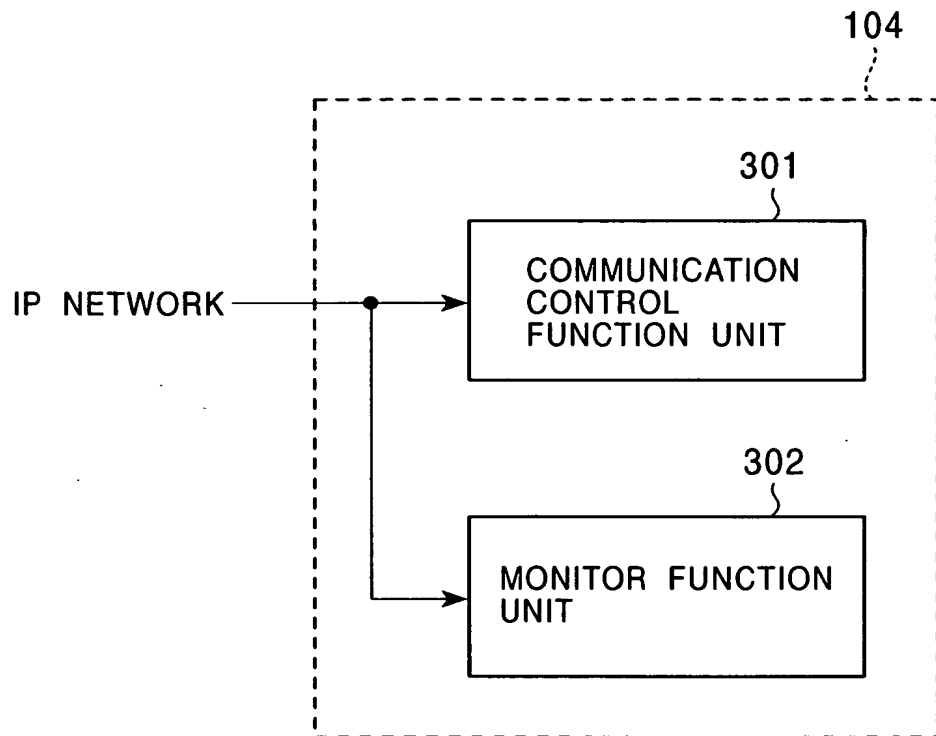 104
301
COMMUNICATION
CONTROL
FUNCTION UNIT
IP NETWORK
302
MONITOR FUNCTION
UNIT